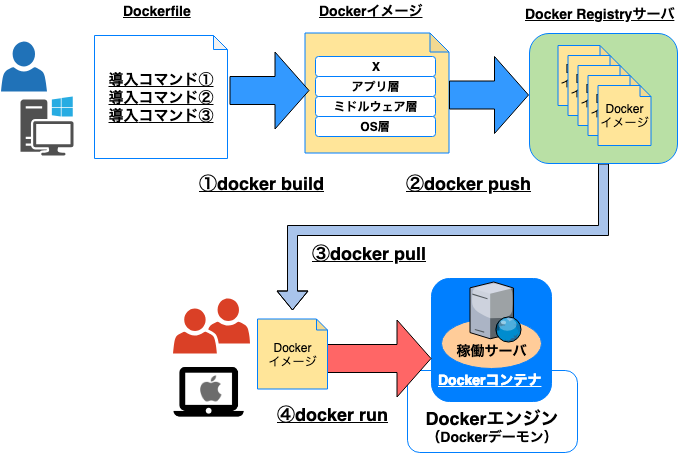 Dockerfile
Dockerイメージ
Docker Registryサーバ
導入コマンド①
導入コマンド②
導入コマンド③
X
アプリ層
ミドルウェア層
OS層
Docker
イメージ
①docker build
②docker push
③docker pull
Docker
イメージ
④docker run
稼働サーバ
Dockerコンテナ
Dockerエンジン
（Dockerデーモン）